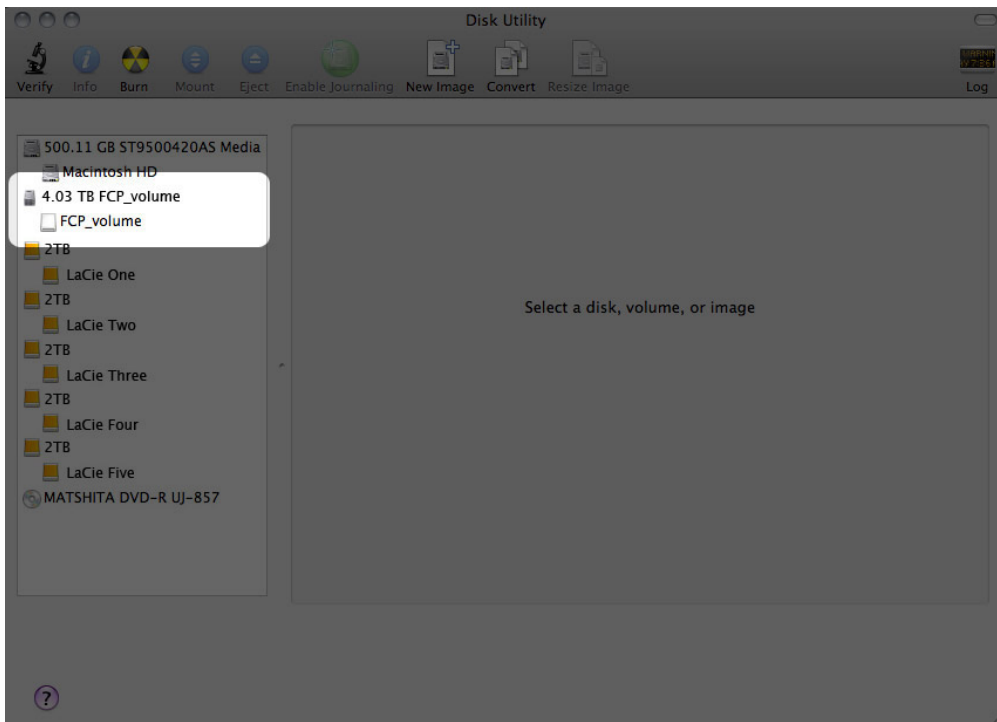 Disk Utility
Verify Info Burn Mount Eject Enable Journaling New Image Convert Resize Image Log
500.11 GB ST9500420AS Media
Macintosh HD
4.03 TB FCP_volume
FCP_volume
2TB
LaCie One
2TB
LaCie Two
2TB
LaCie Three
2TB
LaCie Four
2TB
LaCie Five
MATSHITA DVD-R UJ-857
Select a disk, volume, or image
?